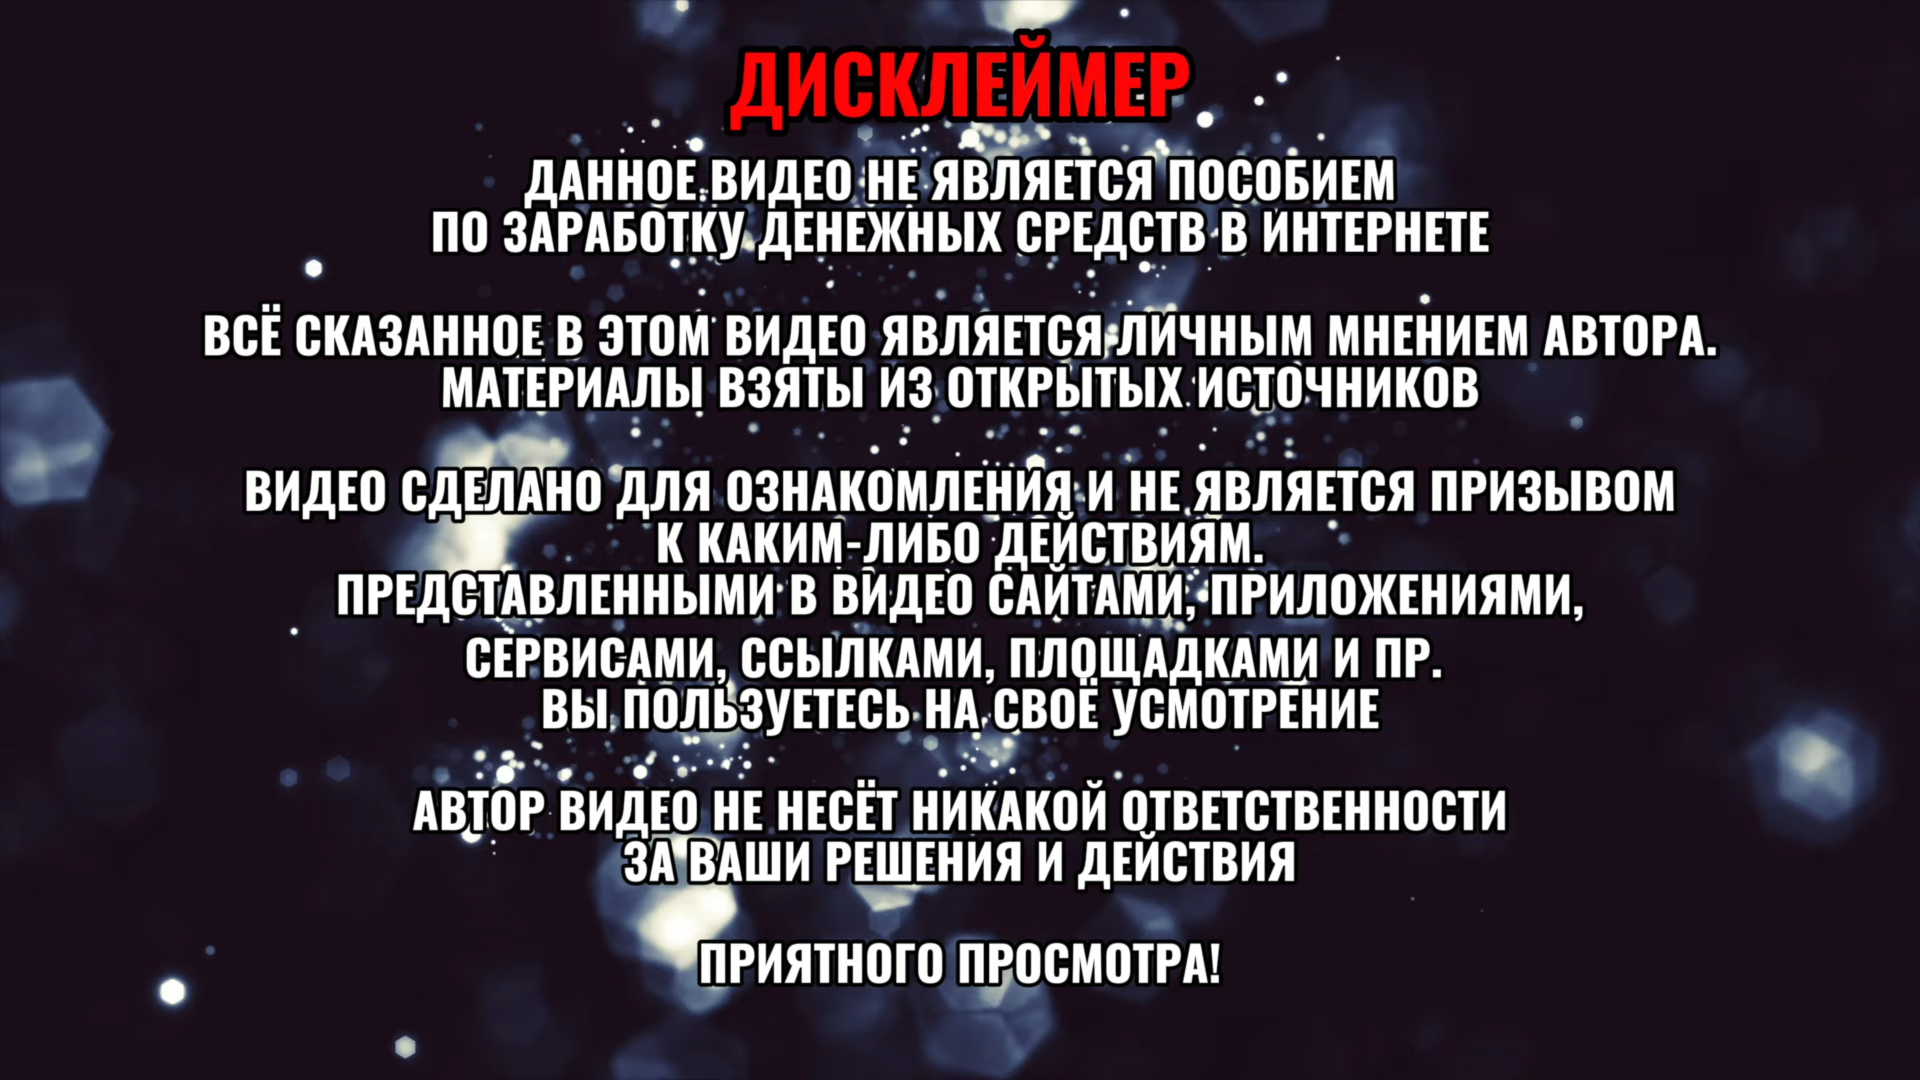 ДИСКЛЕЙМЕР
ДАННОЕ ВИДЕО НЕ ЯВЛЯЕТСЯ ПОСОБИЕМ
ПО ЗАРАБОТКУ ДЕНЕЖНЫХ СРЕДСТВ В ИНТЕРНЕТЕ
ВСЁ СКАЗАННОЕ В ЭТОМ ВИДЕО ЯВЛЯЕТСЯ ЛИЧНЫМ МНЕНИЕМ АВТОРА.
МАТЕРИАЛЫ ВЗЯТЫ ИЗ ОТКРЫТЫХ ИСТОЧНИКОВ
ВИДЕО СДЕЛАНО ДЛЯ ОЗНАКОМЛЕНИЯ И НЕ ЯВЛЯЕТСЯ ПРИЗЫВОМ
К КАКИМ-ЛИБО ДЕЙСТВИЯМ.
ПРЕДСТАВЛЕННЫМИ В ВИДЕО САЙТАМИ, ПРИЛОЖЕНИЯМИ,
СЕРВИСАМИ, ССЫЛКАМИ, ПЛОЩАДКАМИ И ПР.
ВЫ ПОЛЬЗУЕТЕСЬ НА СВОЁ УСМОТРЕНИЕ
АВТОР ВИДЕО НЕ НЕСЁТ НИКАКОЙ ОТВЕТСТВЕННОСТИ
ЗА ВАШИ РЕШЕНИЯ И ДЕЙСТВИЯ
ПРИЯТНОГО ПРОСМОТРА!